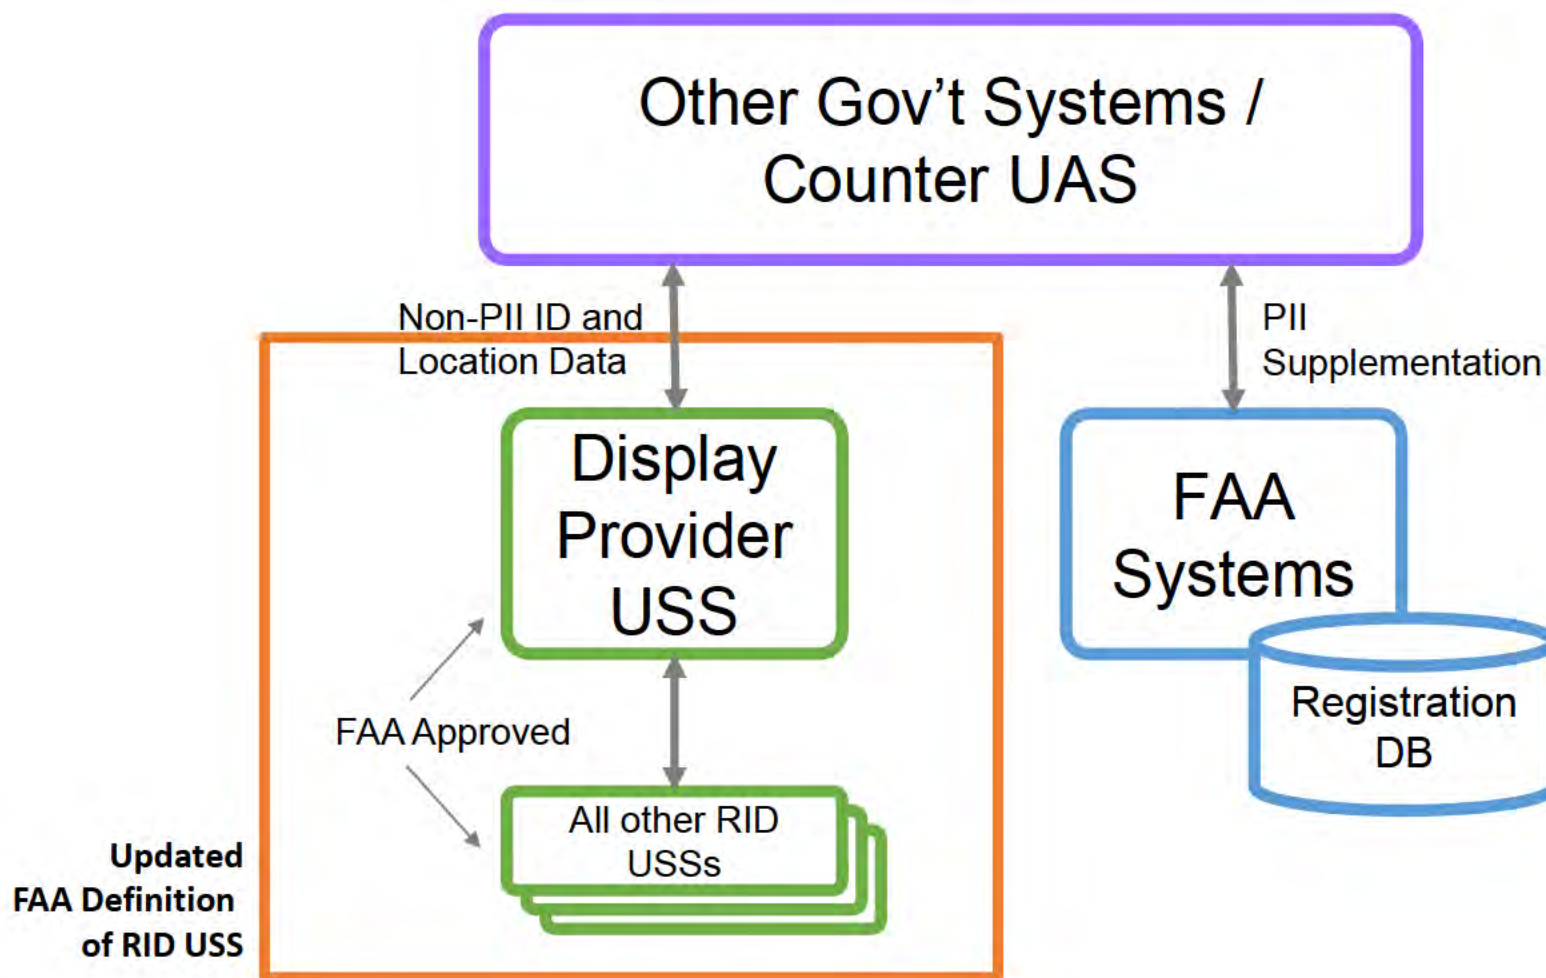 Other Gov’t Systems /
Counter UAS
Non-PII ID and
Location Data
PII
Supplementation
Display
Provider
USS
FAA
Systems
Registration
DB
FAA Approved
All other RID
USSs
Updated
FAA Definition
of RID USS